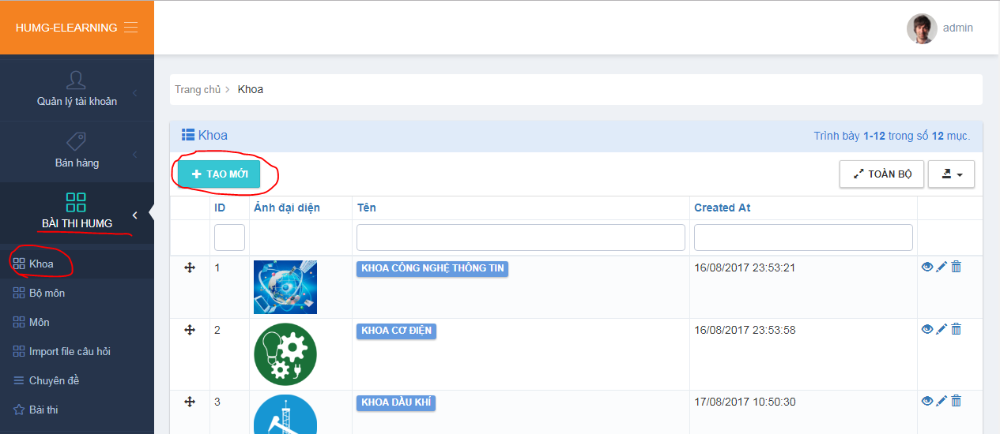 HUMG-ELEARNING
admin
Quản lý tài khoản
Bán hàng
BÀI THI HUMG
Khoa
Bộ môn
Môn
Import file câu hỏi
Chuyên đề
Bài thi
Trang chủ > Khoa
Khoa
Trình bày 1-12 trong số 12 mục.
TẠO MỚI
TOÀN BỘ
ID Ảnh đại diện Tên Created At
1 KHOA CÔNG NGHỆ THÔNG TIN 16/08/2017 23:53:21
2 KHOA CƠ ĐIỆN 16/08/2017 23:53:58
3 KHOA DẦU KHÍ 17/08/2017 10:50:30